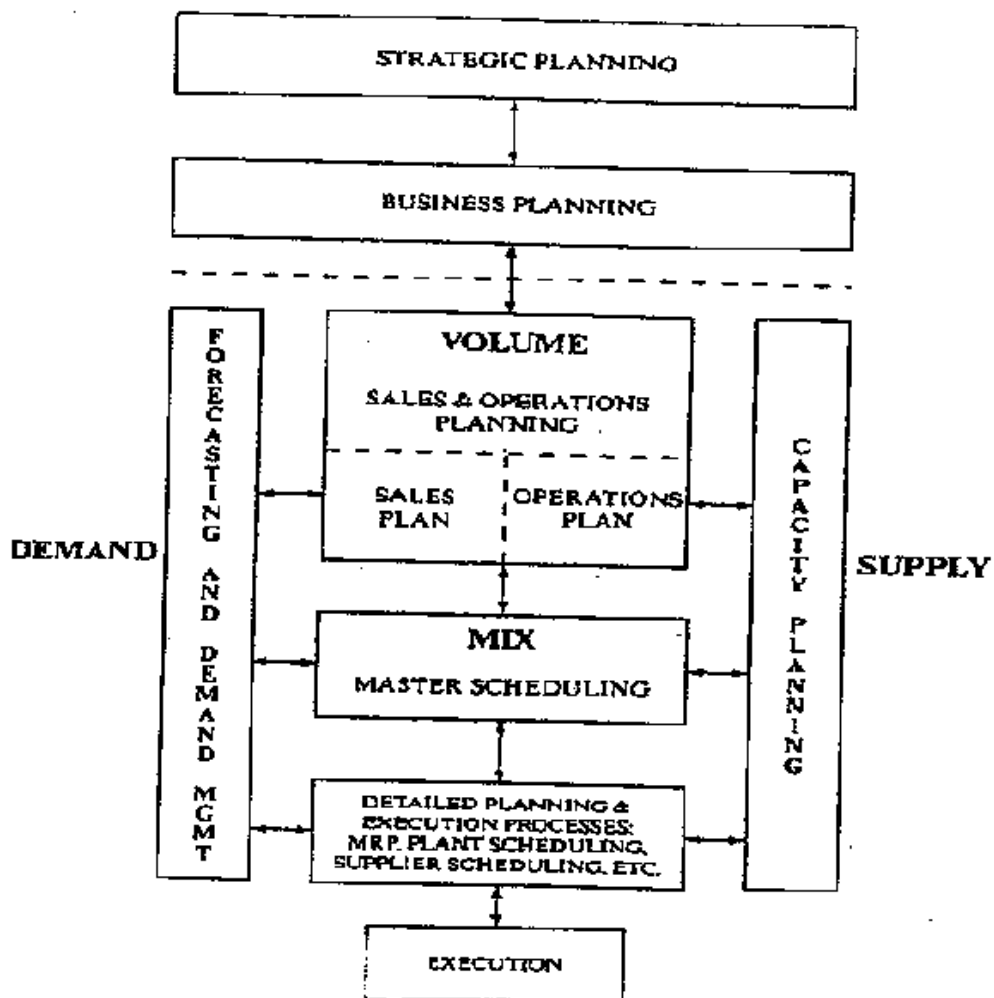 STRATEGIC PLANNING
BUSINESS PLANNING
VOLUME
SALES & OPERATIONS
PLANNING
SALES
PLAN
OPERATIONS
PLAN
DEMAND
FORECASTING AND DEMAND MGMT
CAPACITY PLANNING
SUPPLY
MIX
MASTER SCHEDULING
DETAILED PLANNING &
EXECUTION PROCESSES:
MRP, PLANT SCHEDULING,
SUPPLIER SCHEDULING, ETC.
EXECUTION